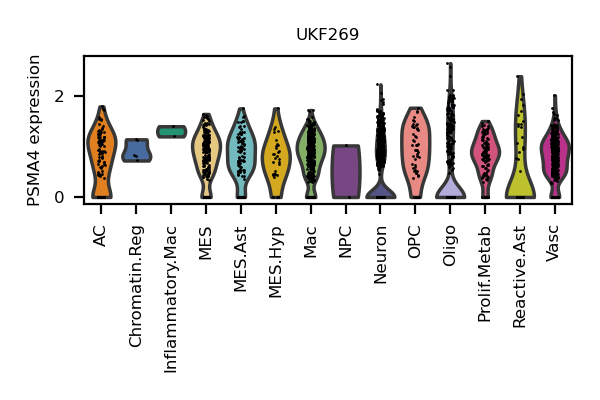 UKF269
PSMA4 expression
2
0
AC
Chromatin.Reg
Inflammatory.Mac
MES
MES.Ast
MES.Hyp
Mac
NPC
Neuron
OPC
Oligo
Prolif.Metab
Reactive.Ast
Vasc